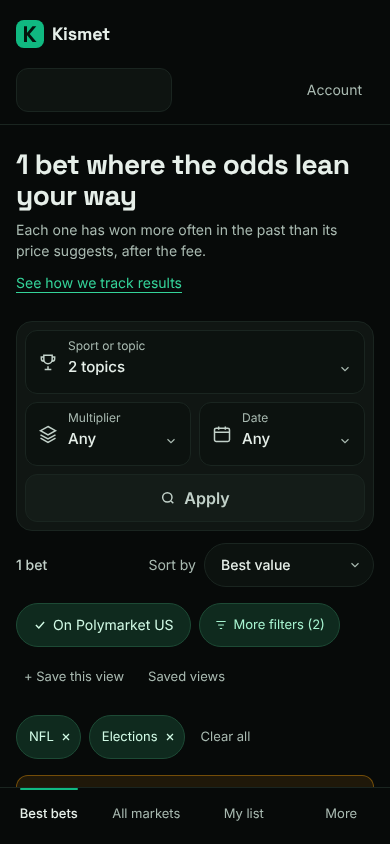 K Kismet
Account
1 bet where the odds lean
your way
Each one has won more often in the past than its
price suggests, after the fee.
See how we track results
Sport or topic
2 topics
Multiplier
Any
Date
Any
Apply
1 bet
Sort by
Best value
On Polymarket US
More filters (2)
+ Save this view
Saved views
NFL ×
Elections ×
Clear all
Best bets
All markets
My list
More